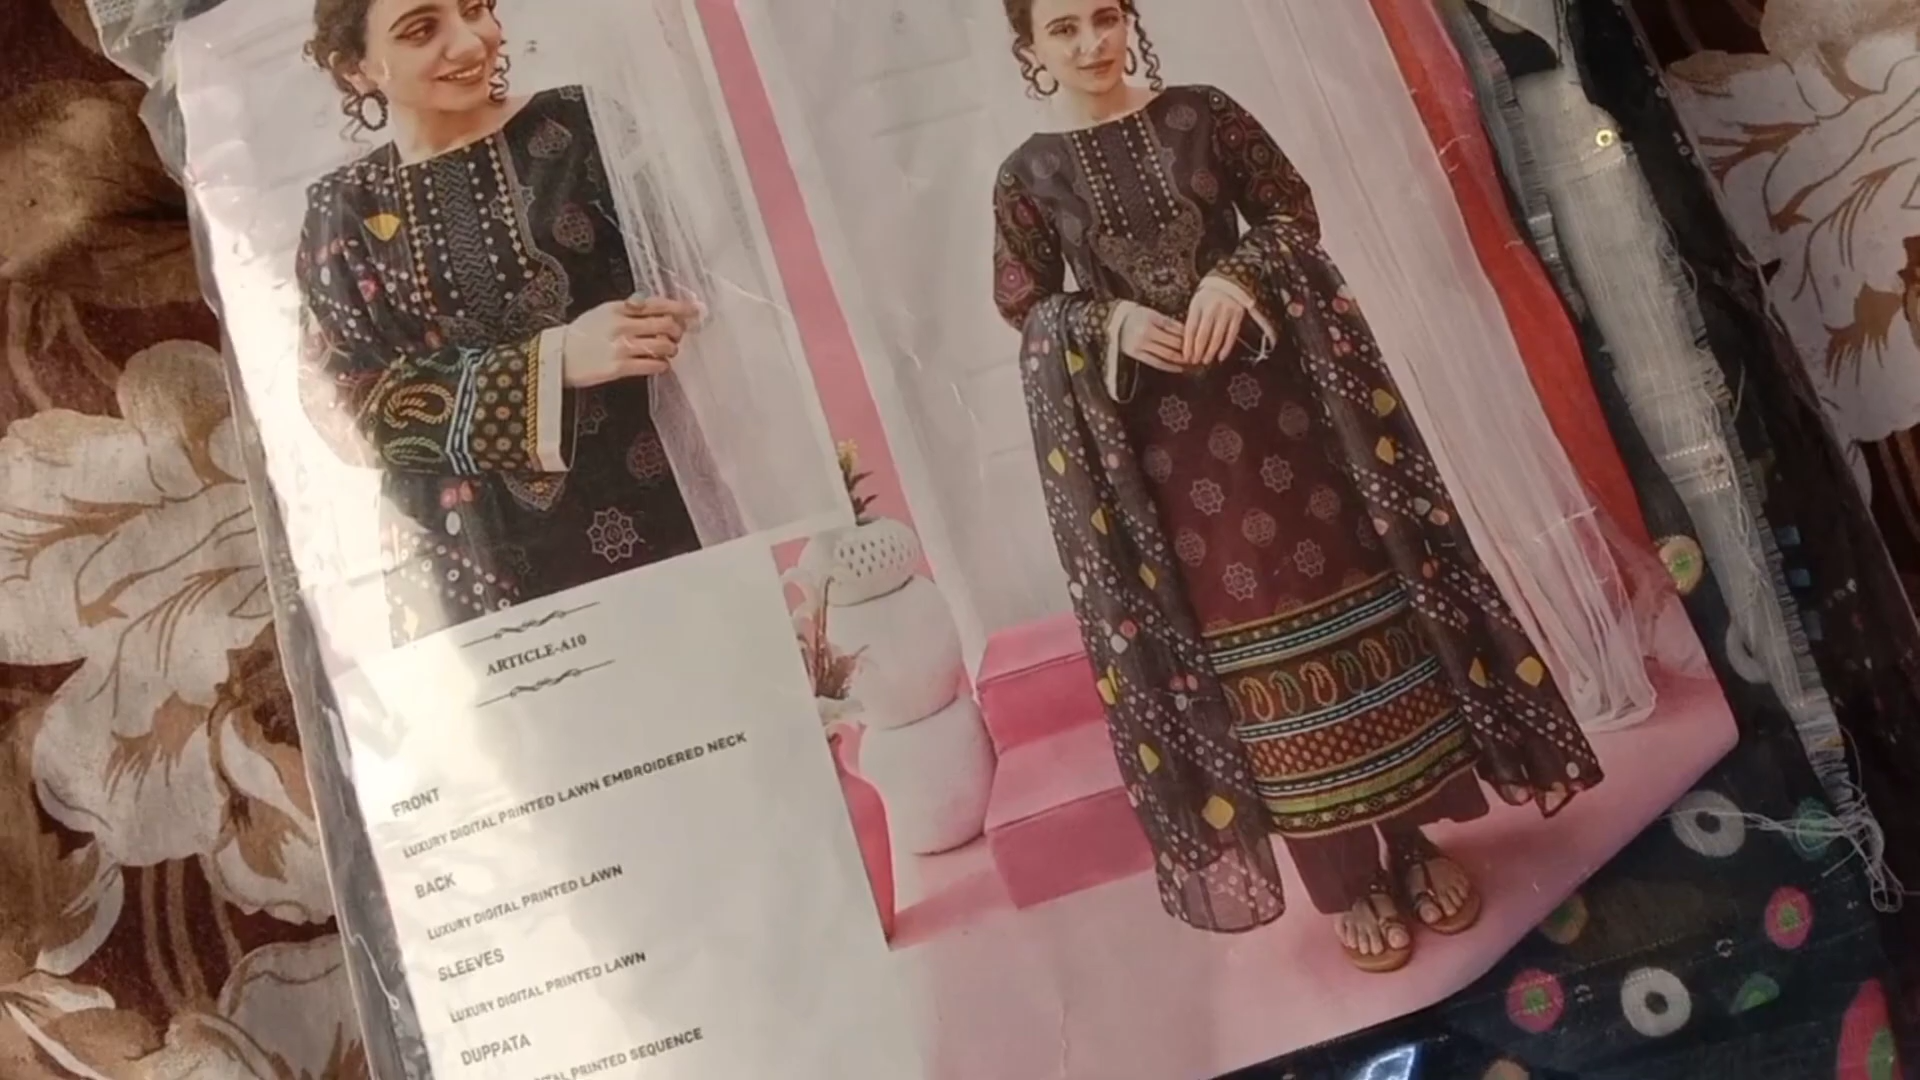 ARTICLE-A10
FRONT
LUXURY DIGITAL PRINTED LAWN EMBROIDERED NECK
BACK
LUXURY DIGITAL PRINTED LAWN
SLEEVES
LUXURY DIGITAL PRINTED LAWN
DUPPATA
PRINTED SEQUENCE